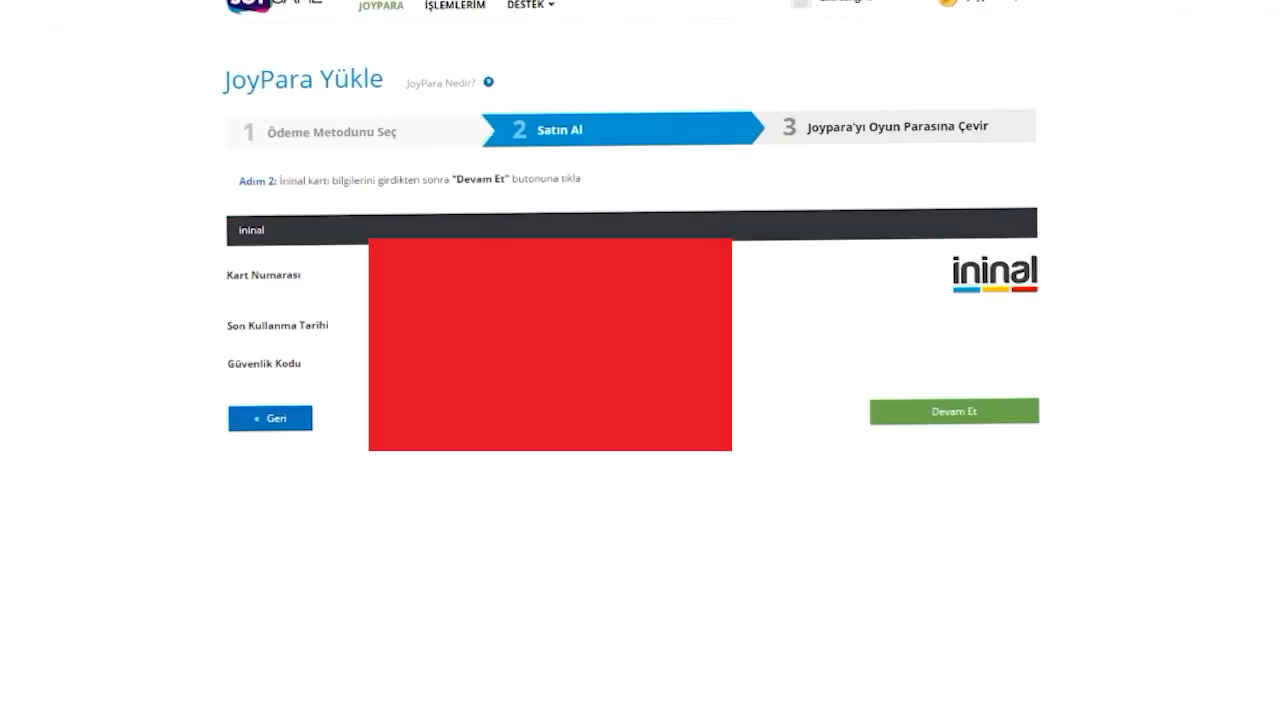 JOYPARA İŞLEMLERİM DESTEK
JoyPara Yükle JoyPara Nedir? ?
1 Ödeme Metodunu Seç 2 Satın Al 3 Joypara'yı Oyun Parasına Çevir
Adım 2: İninal kartı bilgilerini girdikten sonra "Devam Et" butonuna tıkla
ininal
Kart Numarası
ininal
Son Kullanma Tarihi
Güvenlik Kodu
« Geri
Devam Et